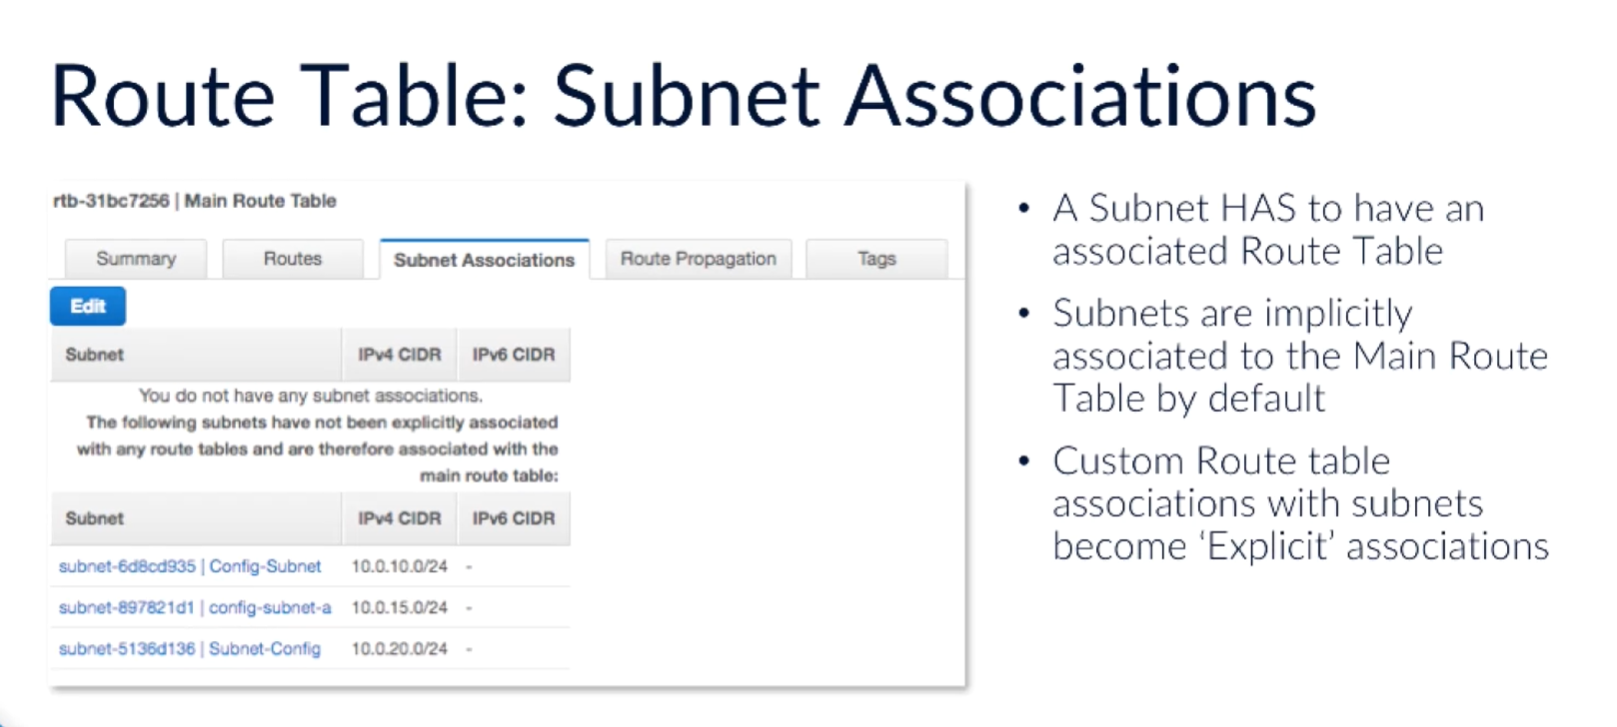 Route Table: Subnet Associations
rtb-31bc7256 | Main Route Table
Summary
Routes
Subnet Associations
Route Propagation
Tags
Edit
Subnet IPv4 CIDR IPv6 CIDR
You do not have any subnet associations.
The following subnets have not been explicitly associated
with any route tables and are therefore associated with the
main route table:
Subnet IPv4 CIDR IPv6 CIDR
subnet-6d8cd935 | Config-Subnet 10.0.10.0/24 -
subnet-897821d1 | config-subnet-a 10.0.15.0/24 -
subnet-5136d136 | Subnet-Config 10.0.20.0/24 -
• A Subnet HAS to have an
associated Route Table
• Subnets are implicitly
associated to the Main Route
Table by default
• Custom Route table
associations with subnets
become ‘Explicit’ associations